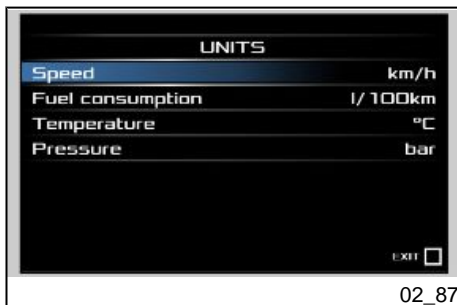 UNITS
Speed km/h
Fuel consumption l/100km
Temperature °C
Pressure bar
EXIT
02_87